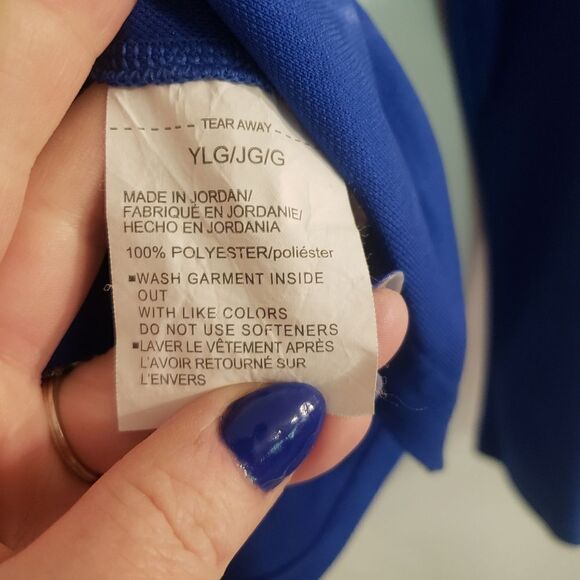 TEAR AWAY
YLG/JG/G
MADE IN JORDAN/
FABRIQUÉ EN JORDANIE/
HECHO EN JORDANIA
100% POLYESTER/poliéster
▪WASH GARMENT INSIDE
OUT
WITH LIKE COLORS
DO NOT USE SOFTENERS
▪LAVER LE VÊTEMENT APRÈS
L'AVOIR RETOURNÉ SUR
L'ENVERS